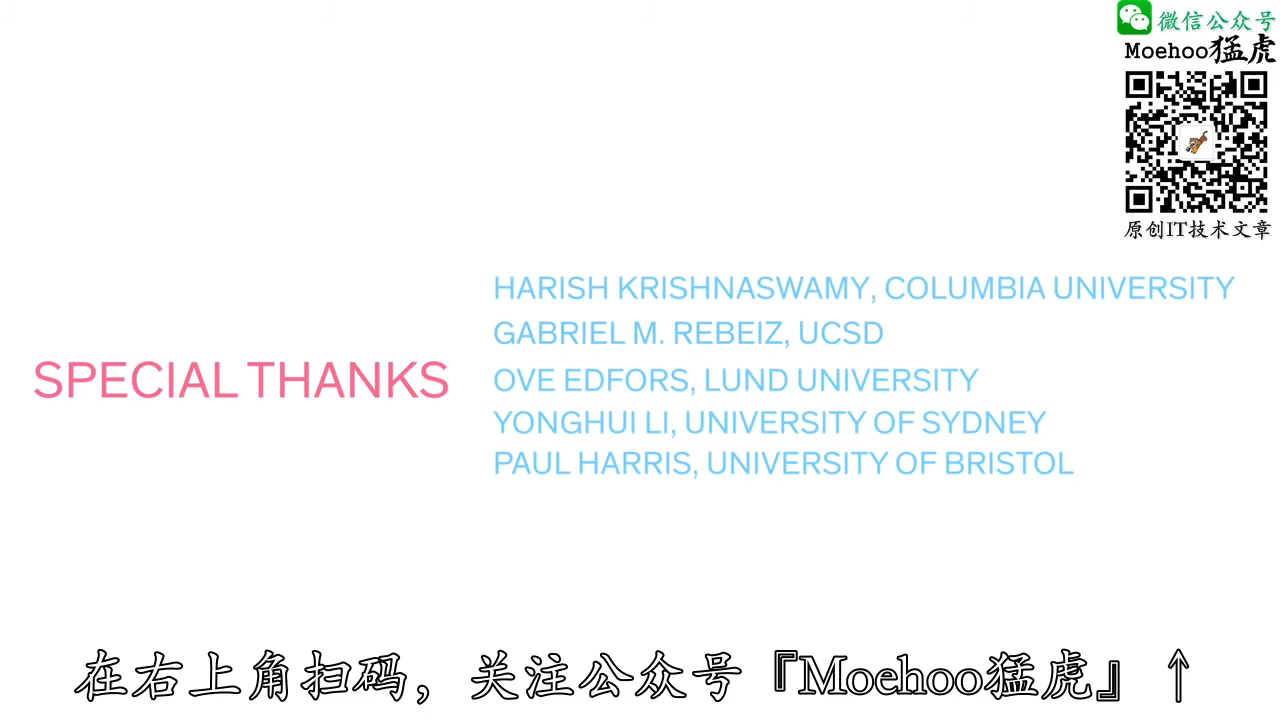 微信公众号
Moehoo猛虎
原创IT技术文章
HARISH KRISHNASWAMY, COLUMBIA UNIVERSITY
GABRIEL M. REBEIZ, UCSD
SPECIAL THANKS
OVE EDFORS, LUND UNIVERSITY
YONGHUI LI, UNIVERSITY OF SYDNEY
PAUL HARRIS, UNIVERSITY OF BRISTOL
在右上角扫码，关注公众号『Moehoo猛虎』↑